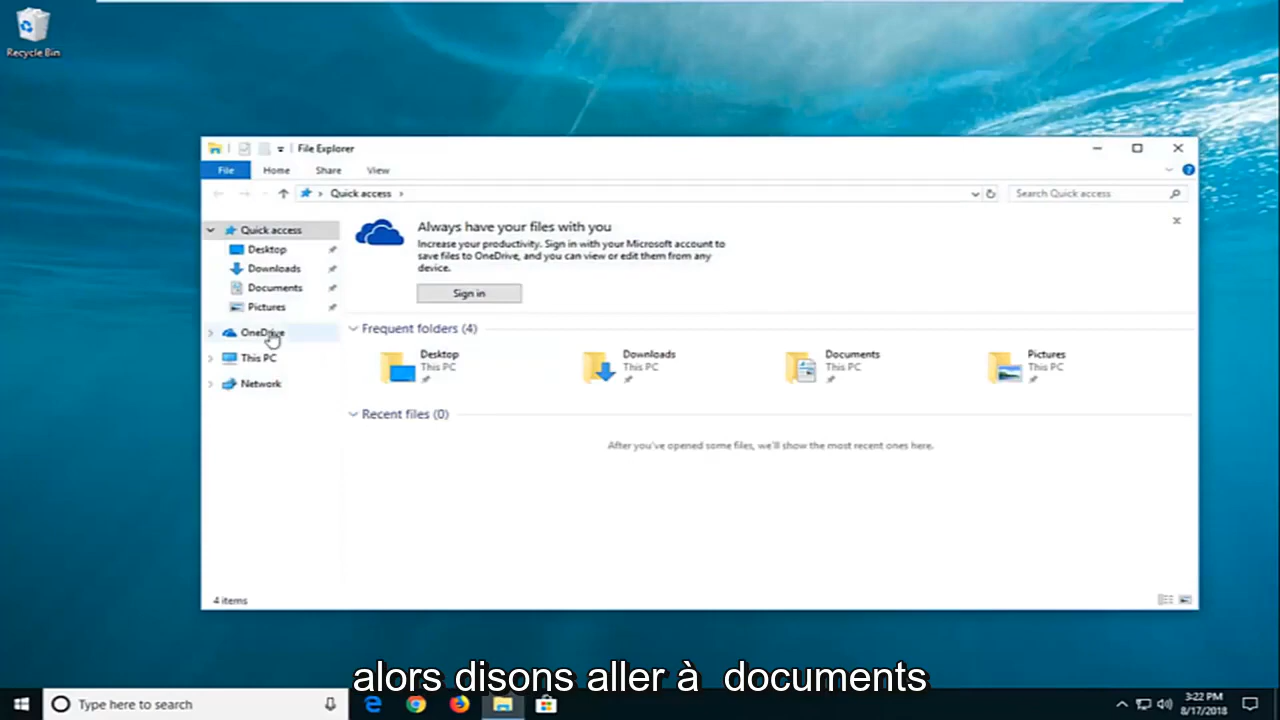 Recycle Bin
File Explorer
File Home Share View
Quick access
Search Quick access
Quick access
Desktop
Downloads
Documents
Pictures
OneDrive
This PC
Network
Always have your files with you
Increase your productivity. Sign in with your Microsoft account to
save files to OneDrive, and you can view or edit them from any
device.
Sign in
Frequent folders (4)
Desktop
This PC
Downloads
This PC
Documents
This PC
Pictures
This PC
Recent files (0)
After you've opened some files, we'll show the most recent ones here.
4 items
alors disons aller à documents
Type here to search
3:22 PM
8/17/2018